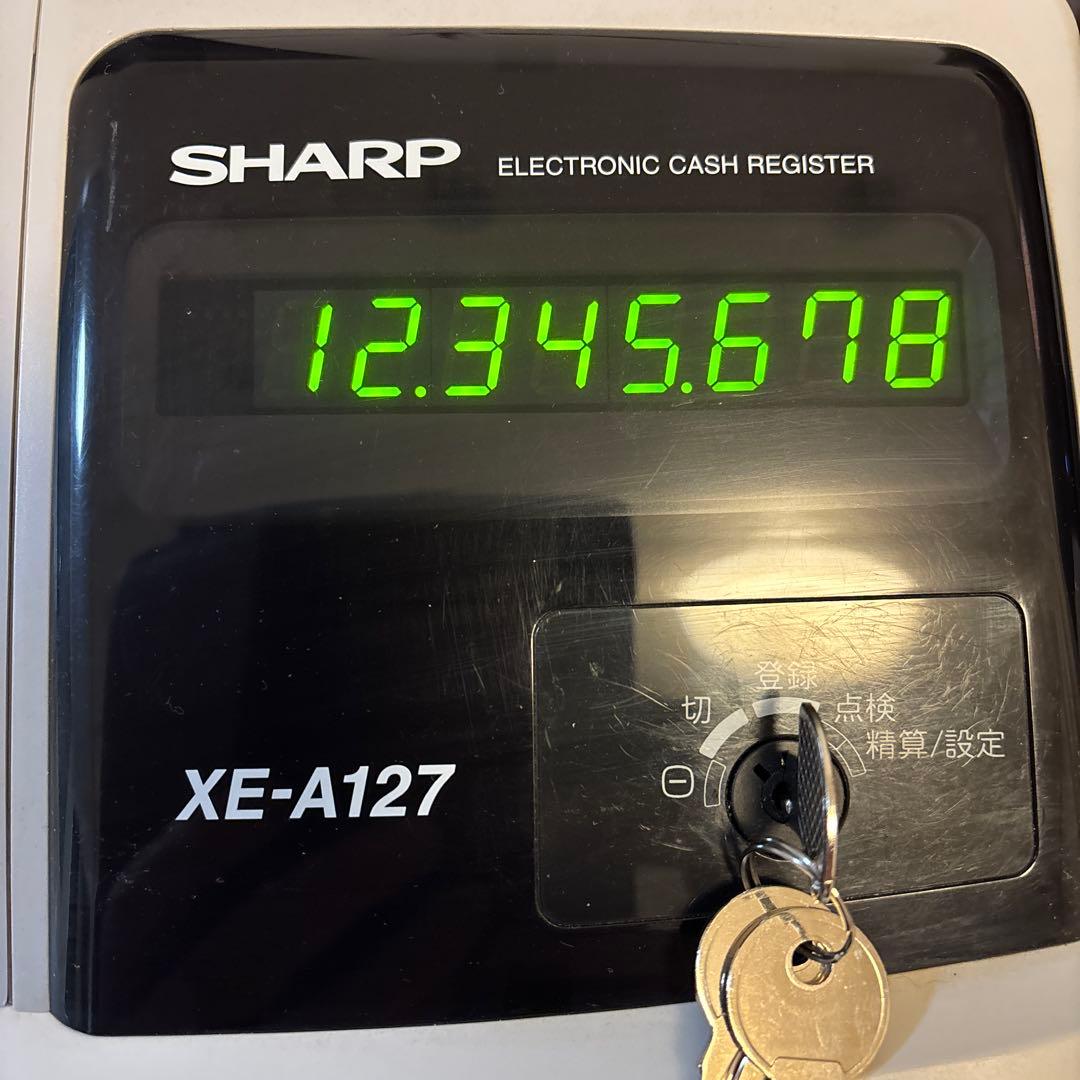 SHARP ELECTRONIC CASH REGISTER
12.345.678
登録
切 点検
精算/設定
⊖
XE-A127